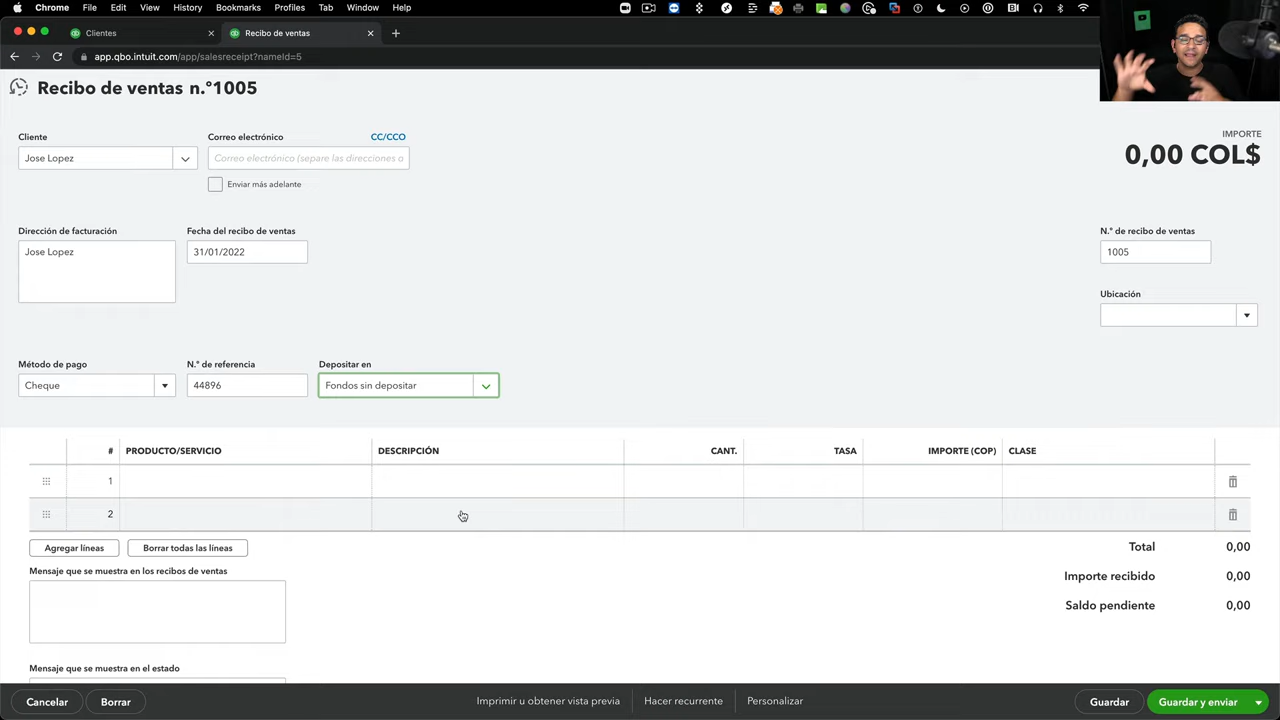 Chrome File Edit View History Bookmarks Profiles Tab Window Help
Clientes
Recibo de ventas
app.qbo.intuit.com/app/salesreceipt?nameId=5
Recibo de ventas n.°1005
Cliente
Correo electrónico
CC/CCO
IMPORTE
Jose Lopez
Correo electrónico (separe las direcciones
0,00 COL$
Enviar más adelante
Dirección de facturación
Fecha del recibo de ventas
N.° de recibo de ventas
Jose Lopez
31/01/2022
1005
Ubicación
Método de pago
N.° de referencia
Depositar en
Cheque
44896
Fondos sin depositar
# PRODUCTO/SERVICIO DESCRIPCIÓN CANT. TASA IMPORTE (COP) CLASE
1
2
Agregar líneas
Borrar todas las líneas
Total 0,00
Mensaje que se muestra en los recibos de ventas
Importe recibido 0,00
Saldo pendiente 0,00
Mensaje que se muestra en el estado
Cancelar
Borrar
Imprimir u obtener vista previa
Hacer recurrente
Personalizar
Guardar
Guardar y enviar